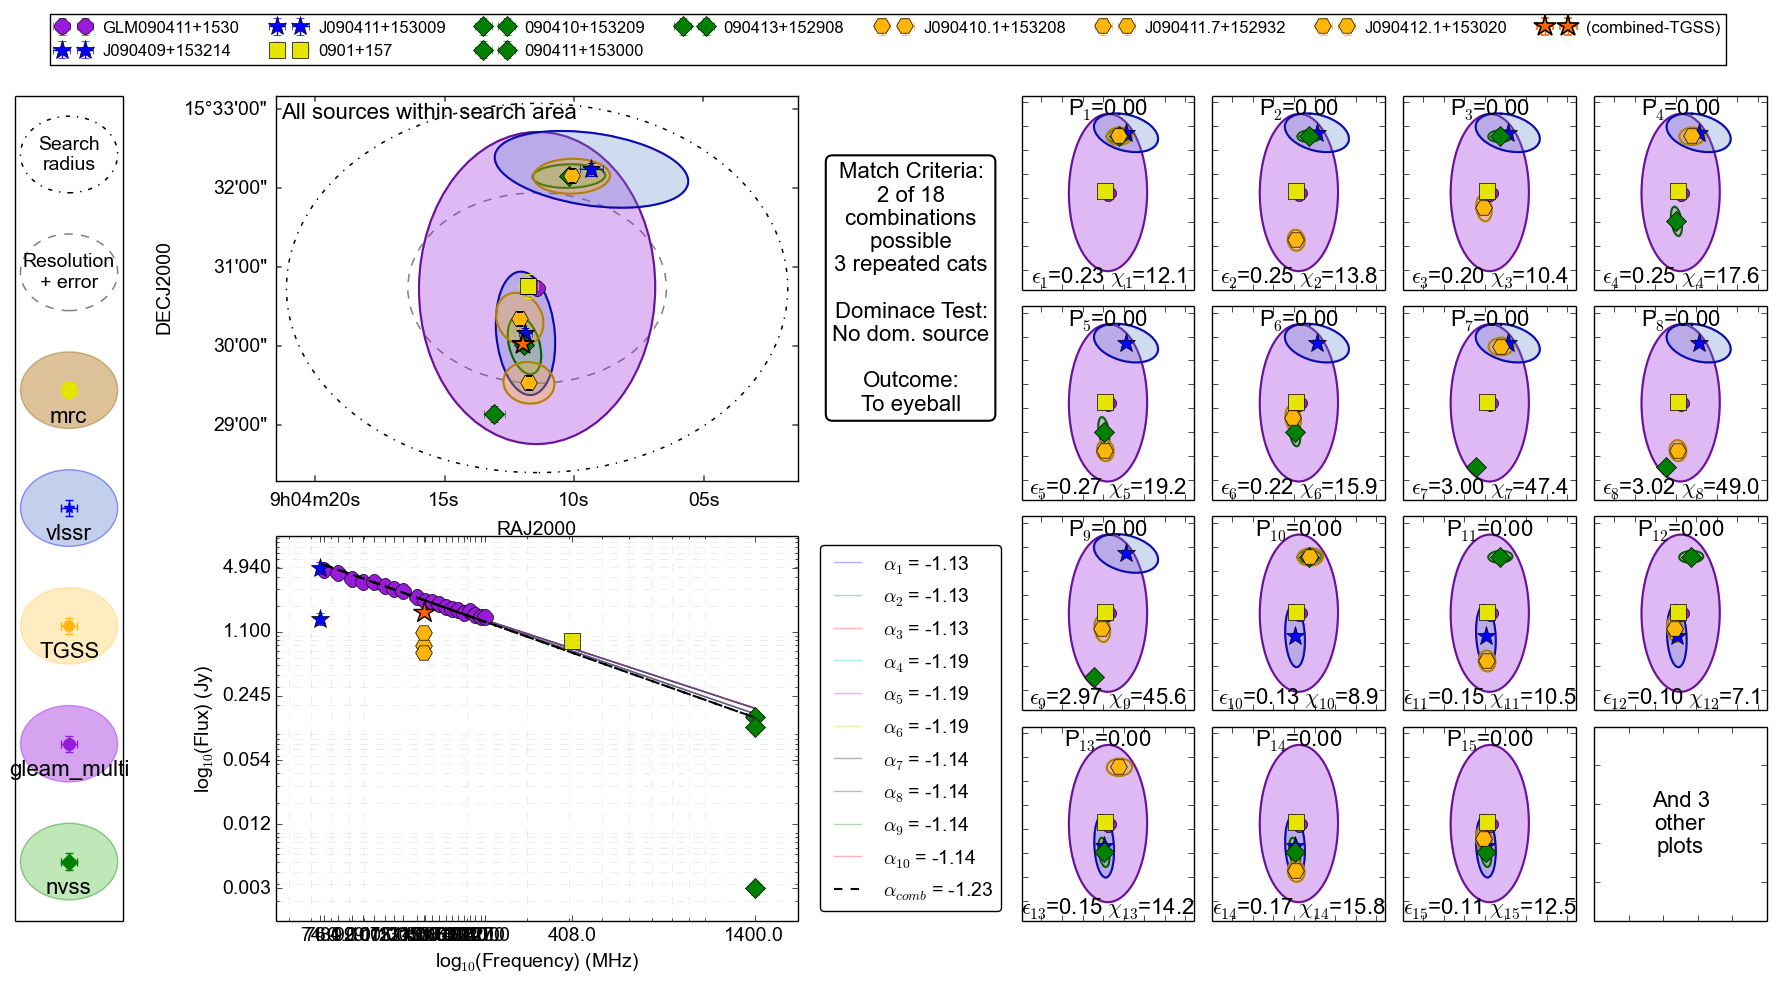 GLM090411+1530 J090411+153009 090410+153209 090413+152908 J090410.1+153208 J090411.7+152932 J090412.1+153020 (combined-TGSS)
J090409+153214 0901+157 090411+153000
Search
radius
Resolution
+ error
mrc
vlssr
TGSS
gleam_multi
nvss
All sources within search area
DECJ2000
15°33'00"
32'00"
31'00"
30'00"
29'00"
9h04m20s 15s 10s 05s
RAJ2000
Match Criteria:
2 of 18
combinations
possible
3 repeated cats
Dominace Test:
No dom. source
Outcome:
To eyeball
log10(Flux) (Jy)
4.940
1.100
0.245
0.054
0.012
0.003
408.0 1400.0
log10(Frequency) (MHz)
α1 = -1.13
α2 = -1.13
α3 = -1.13
α4 = -1.19
α5 = -1.19
α6 = -1.19
α7 = -1.14
α8 = -1.14
α9 = -1.14
α10 = -1.14
αcomb = -1.23
P1=0.00 P2=0.00 P3=0.00 P4=0.00
ϵ1=0.23 χ1=12.1 ϵ2=0.25 χ2=13.8 ϵ3=0.20 χ3=10.4 ϵ4=0.25 χ4=17.6
P5=0.00 P6=0.00 P7=0.00 P8=0.00
ϵ5=0.27 χ5=19.2 ϵ6=0.22 χ6=15.9 ϵ7=3.00 χ7=47.4 ϵ8=3.02 χ8=49.0
P9=0.00 P10=0.00 P11=0.00 P12=0.00
ϵ9=2.97 χ9=45.6 ϵ10=0.13 χ10=8.9 ϵ11=0.15 χ11=10.5 ϵ12=0.10 χ12=7.1
P13=0.00 P14=0.00 P15=0.00
ϵ13=0.15 χ13=14.2 ϵ14=0.17 χ14=15.8 ϵ15=0.11 χ15=12.5
And 3
other
plots